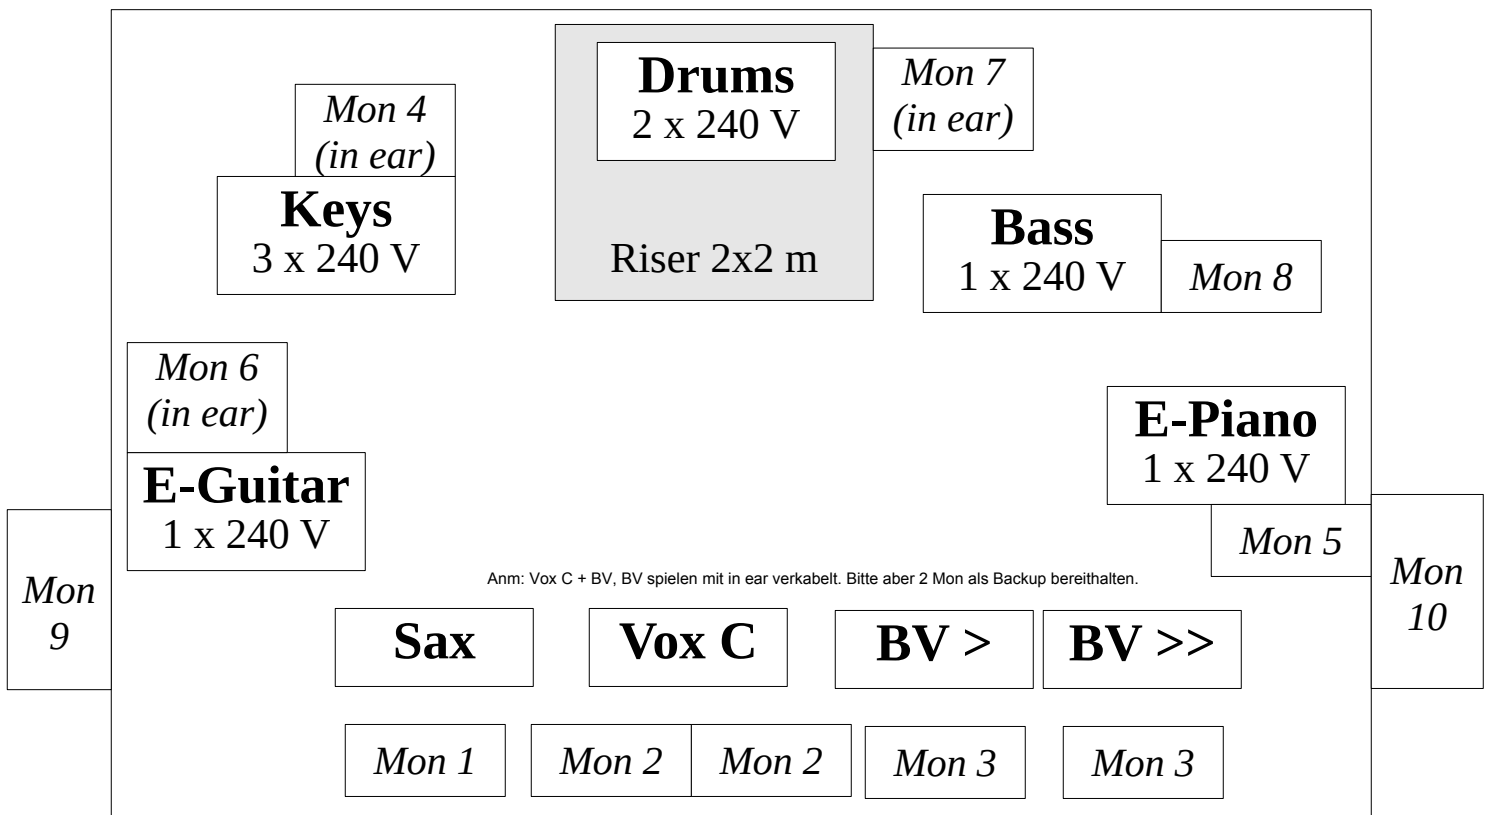 Drums
2 x 240 V
Riser 2x2 m
Mon 7
(in ear)
Mon 4
(in ear)
Keys
3 x 240 V
Bass
1 x 240 V
Mon 8
Mon 6
(in ear)
E-Guitar
1 x 240 V
E-Piano
1 x 240 V
Mon 5
Mon
9
Mon
10
Anm: Vox C + BV, BV spielen mit in ear verkabelt. Bitte aber 2 Mon als Backup bereithalten.
Sax
Vox C
BV >
BV >>
Mon 1
Mon 2
Mon 2
Mon 3
Mon 3